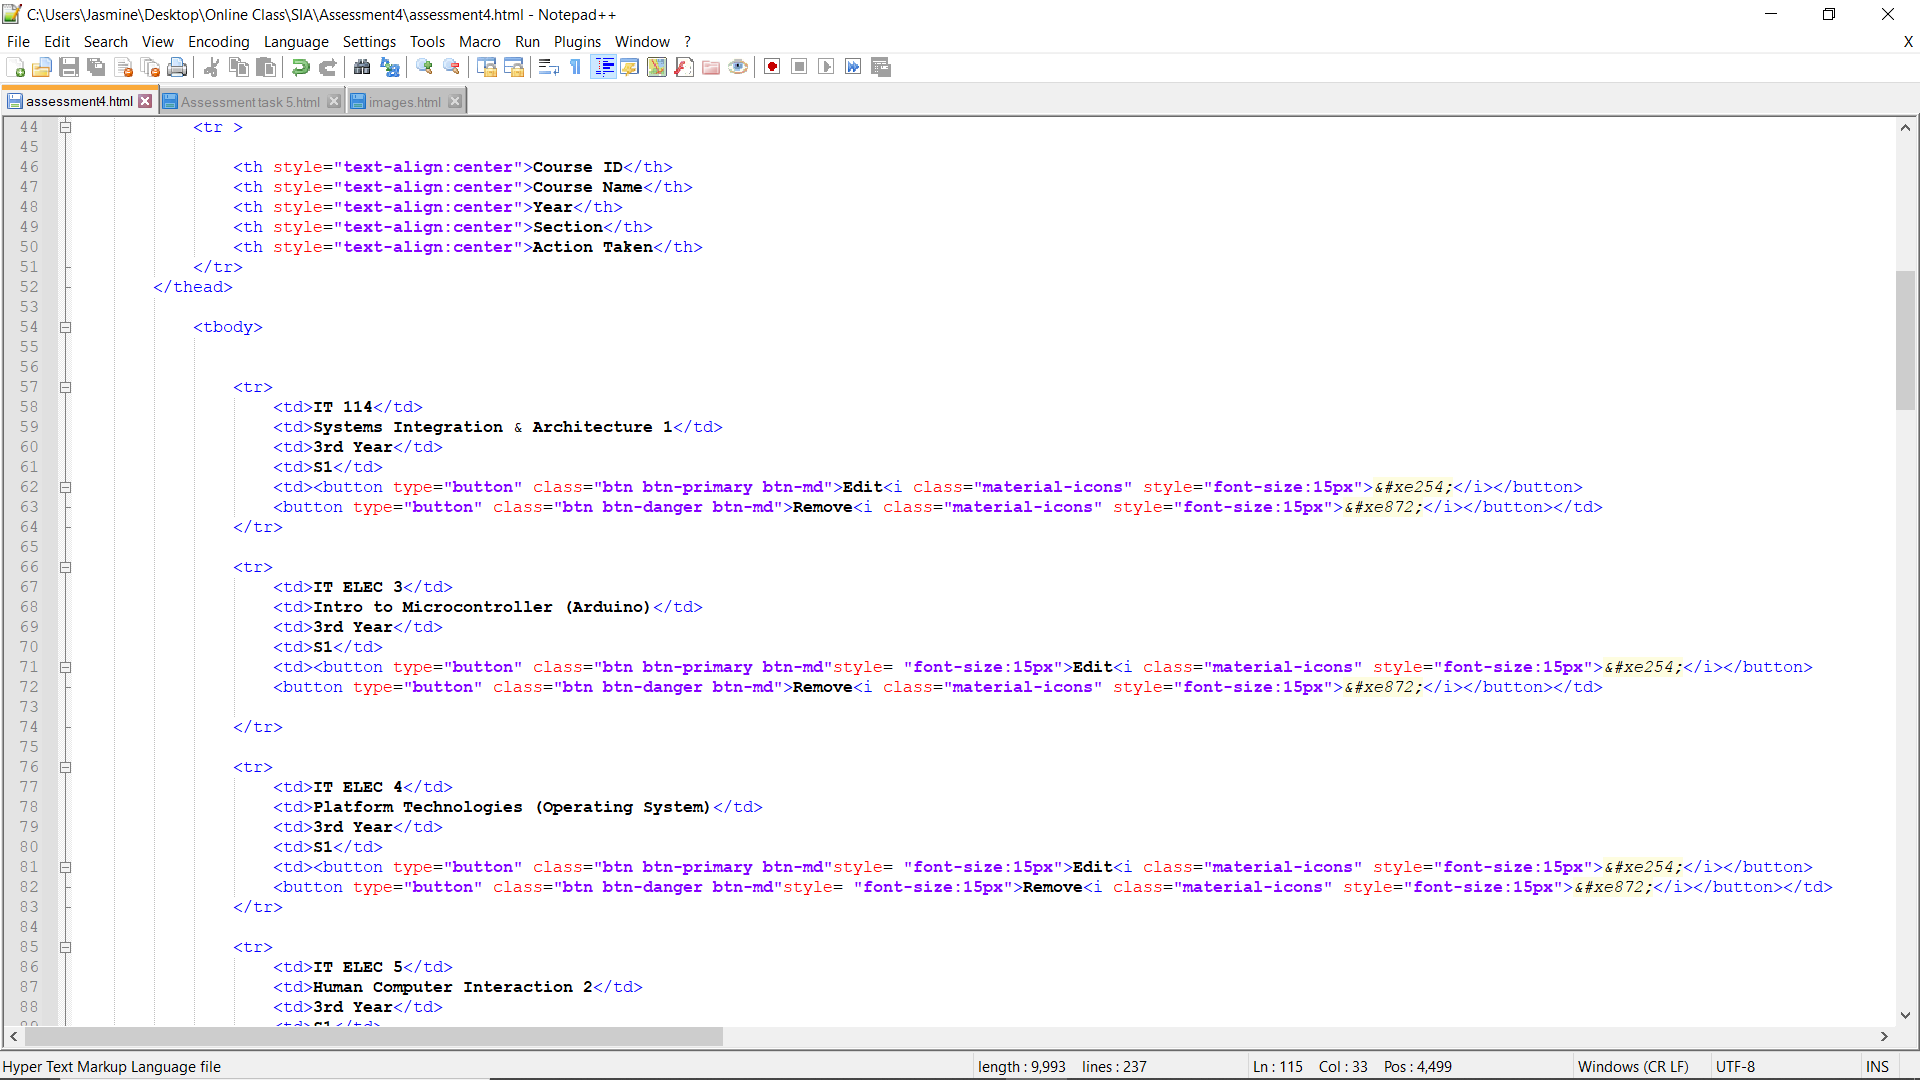 C:\Users\Jasmine\Desktop\Online Class\SIA\Assessment4\assessment4.html - Notepad++
File Edit Search View Encoding Language Settings Tools Macro Run Plugins Window ? X
assessment4.html Assessment task 5.html images.html
44 <tr >
45
46 <th style="text-align:center">Course ID</th>
47 <th style="text-align:center">Course Name</th>
48 <th style="text-align:center">Year</th>
49 <th style="text-align:center">Section</th>
50 <th style="text-align:center">Action Taken</th>
51 </tr>
52 </thead>
53
54 <tbody>
55
56
57 <tr>
58 <td>IT 114</td>
59 <td>Systems Integration & Architecture 1</td>
60 <td>3rd Year</td>
61 <td>S1</td>
62 <td><button type="button" class="btn btn-primary btn-md">Edit<i class="material-icons" style="font-size:15px">&#xe254;</i></button>
63 <button type="button" class="btn btn-danger btn-md">Remove<i class="material-icons" style="font-size:15px">&#xe872;</i></button></td>
64 </tr>
65
66 <tr>
67 <td>IT ELEC 3</td>
68 <td>Intro to Microcontroller (Arduino)</td>
69 <td>3rd Year</td>
70 <td>S1</td>
71 <td><button type="button" class="btn btn-primary btn-md"style= "font-size:15px">Edit<i class="material-icons" style="font-size:15px">&#xe254;</i></button>
72 <button type="button" class="btn btn-danger btn-md">Remove<i class="material-icons" style="font-size:15px">&#xe872;</i></button></td>
73
74 </tr>
75
76 <tr>
77 <td>IT ELEC 4</td>
78 <td>Platform Technologies (Operating System)</td>
79 <td>3rd Year</td>
80 <td>S1</td>
81 <td><button type="button" class="btn btn-primary btn-md"style= "font-size:15px">Edit<i class="material-icons" style="font-size:15px">&#xe254;</i></button>
82 <button type="button" class="btn btn-danger btn-md"style= "font-size:15px">Remove<i class="material-icons" style="font-size:15px">&#xe872;</i></button></td>
83 </tr>
84
85 <tr>
86 <td>IT ELEC 5</td>
87 <td>Human Computer Interaction 2</td>
88 <td>3rd Year</td>
89 <td>S1</td>
Hyper Text Markup Language file length : 9,993 lines : 237 Ln : 115 Col : 33 Pos : 4,499 Windows (CR LF) UTF-8 INS